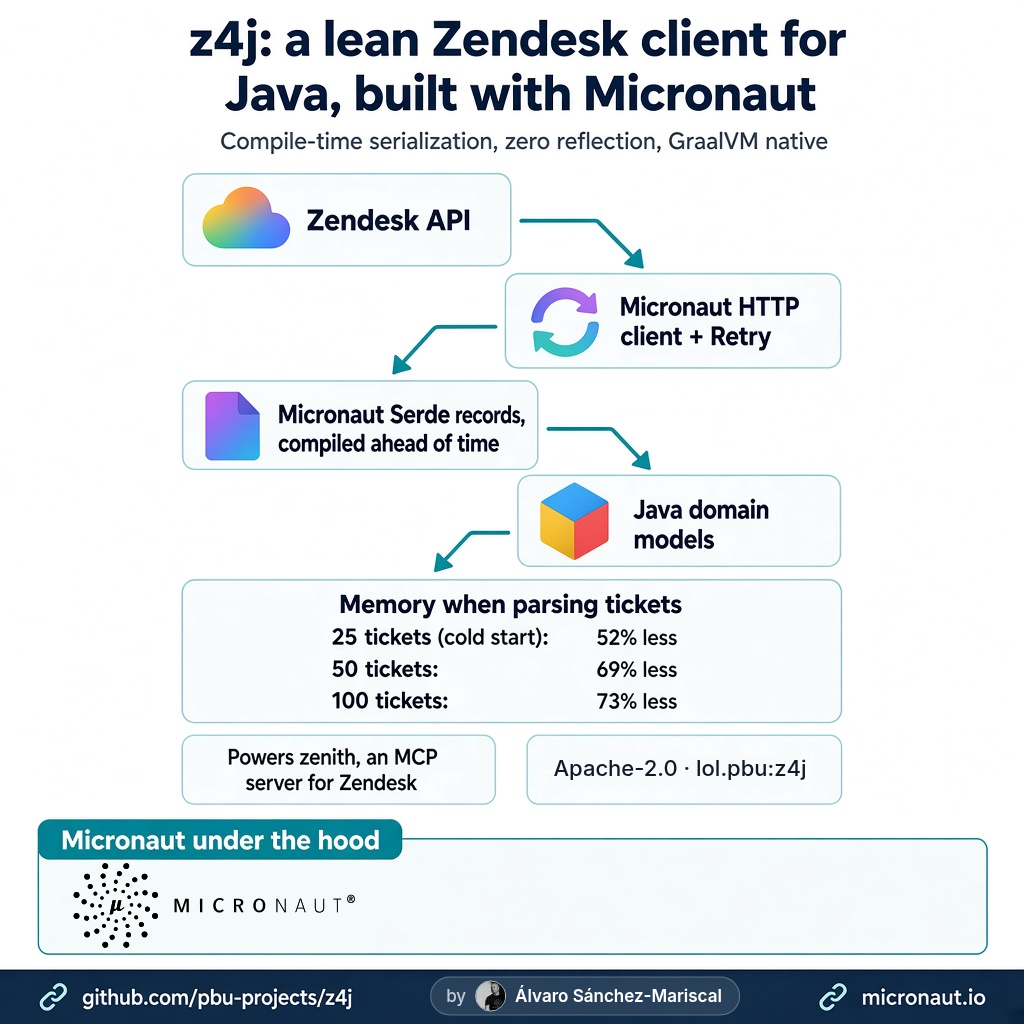 z4j: a lean Zendesk client for
Java, built with Micronaut
Compile-time serialization, zero reflection, GraalVM native
Zendesk API
Micronaut HTTP
client + Retry
Micronaut Serde records,
compiled ahead of time
Java domain
models
Memory when parsing tickets
25 tickets (cold start): 52% less
50 tickets: 69% less
100 tickets: 73% less
Powers zenith, an MCP
server for Zendesk
Apache-2.0 · lol.pbu:z4j
Micronaut under the hood
μ MICRONAUT®
github.com/pbu-projects/z4j
by Álvaro Sánchez-Mariscal
micronaut.io